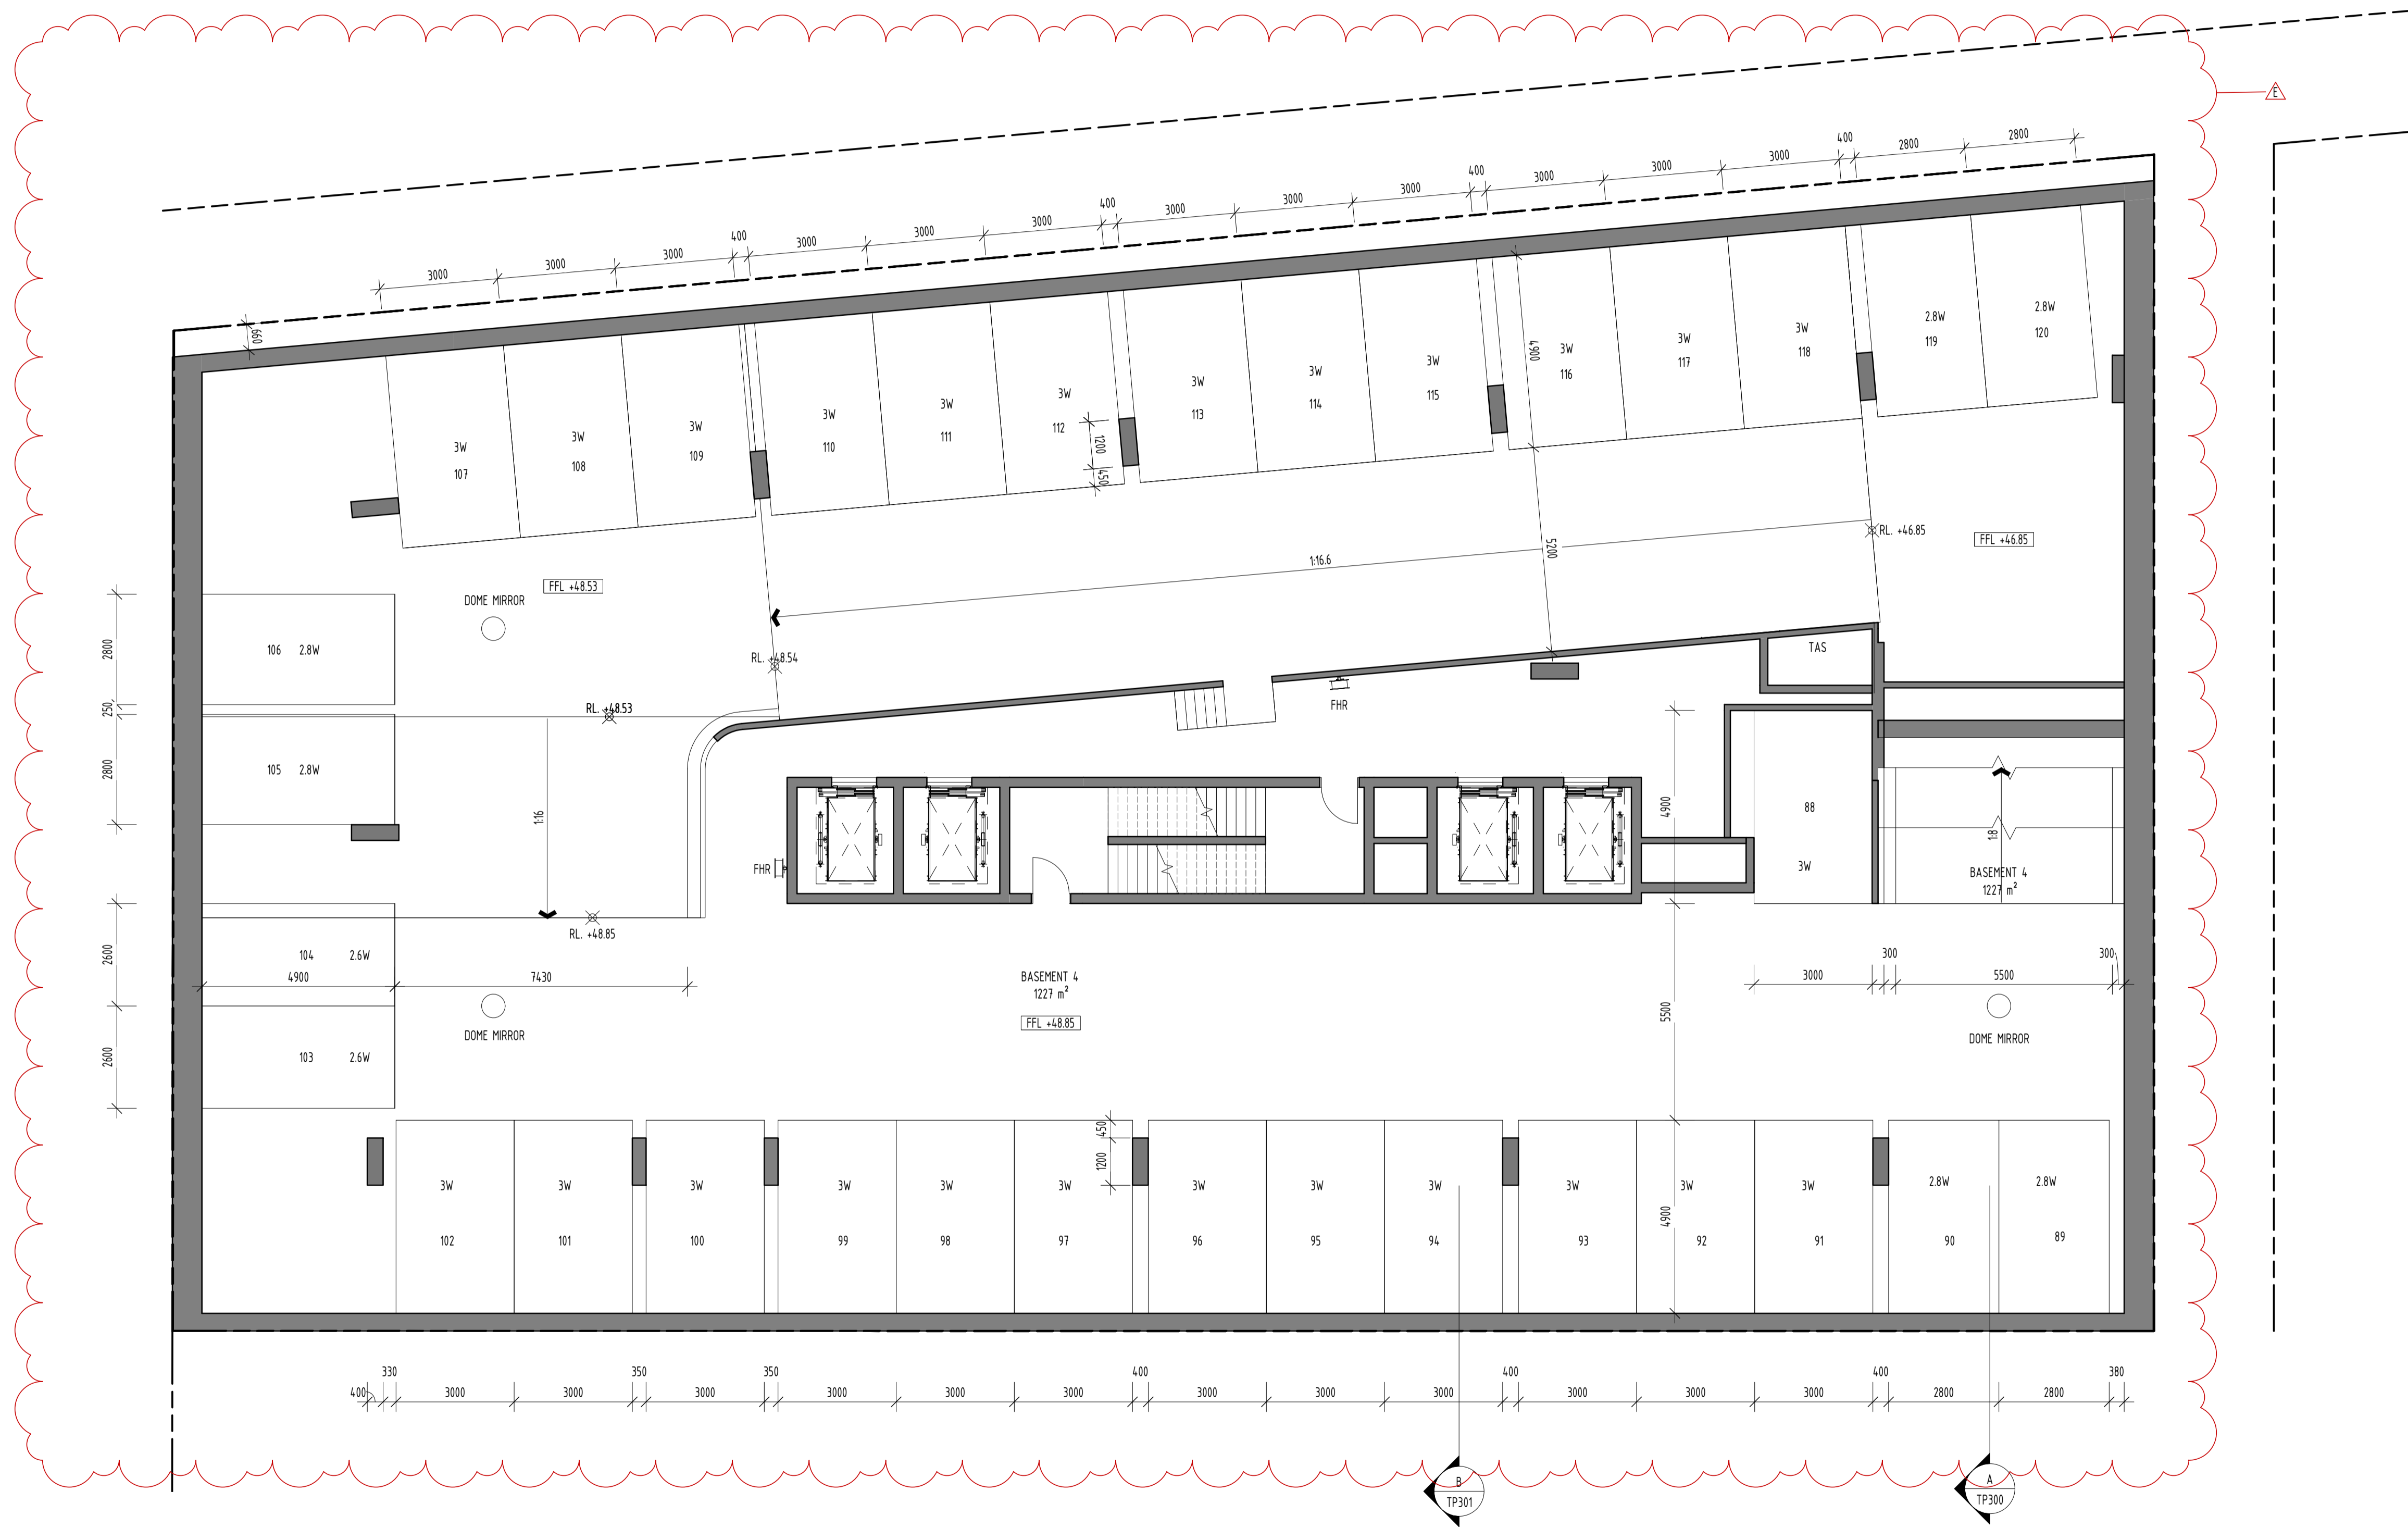 E
3000
3000
3000
400
3000
3000
3000
400
3000
3000
3000
400
3000
3000
3000
400
2800
2800
660
3W
107
3W
108
3W
109
3W
110
3W
111
3W
112
3W
113
3W
114
3W
115
3W
116
3W
117
3W
118
2.8W
119
2.8W
120
4900
1200
450
5200
1:16.6
RL. +46.85
FFL +46.85
FFL +48.53
DOME MIRROR
RL. +48.54
RL. +48.53
TAS
FHR
2800
250
2800
2600
2600
106 2.8W
105 2.8W
104 2.6W
103 2.6W
1:16
RL. +48.85
4900
7430
DOME MIRROR
FHR
4900
88
3W
1:8
BASEMENT 4
1227 m²
BASEMENT 4
1227 m²
FFL +48.85
5500
3000
300
5500
300
DOME MIRROR
450
1200
4900
3W
102
3W
101
3W
100
3W
99
3W
98
3W
97
3W
96
3W
95
3W
94
3W
93
3W
92
3W
91
2.8W
90
2.8W
89
400
330
3000
3000
350
3000
350
3000
3000
3000
400
3000
3000
3000
400
3000
3000
3000
400
2800
2800
380
B
TP301
A
TP300